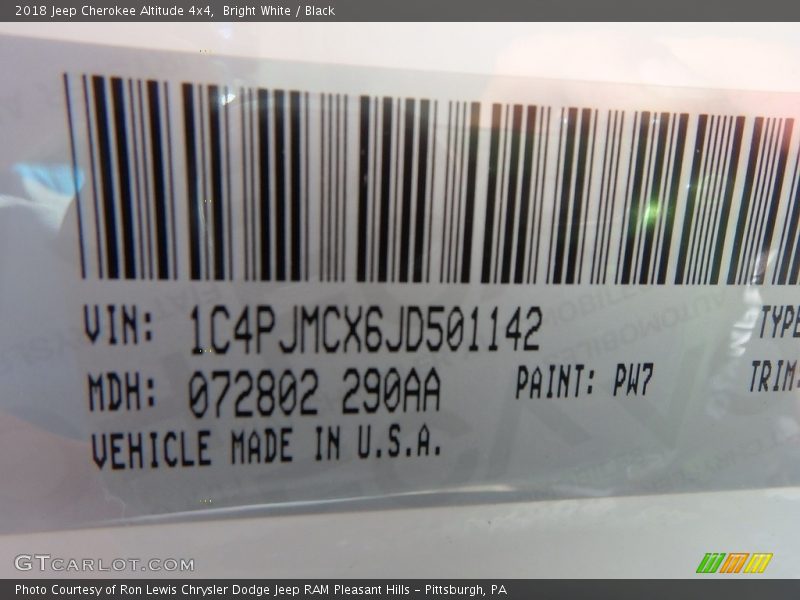 2018 Jeep Cherokee Altitude 4x4, Bright White / Black
VIN: 1C4PJMCX6JD501142 TYPE
MDH: 072802 290AA PAINT: PW7 TRIM:
VEHICLE MADE IN U.S.A.
GTCARLOT.COM
Photo Courtesy of Ron Lewis Chrysler Dodge Jeep RAM Pleasant Hills – Pittsburgh, PA